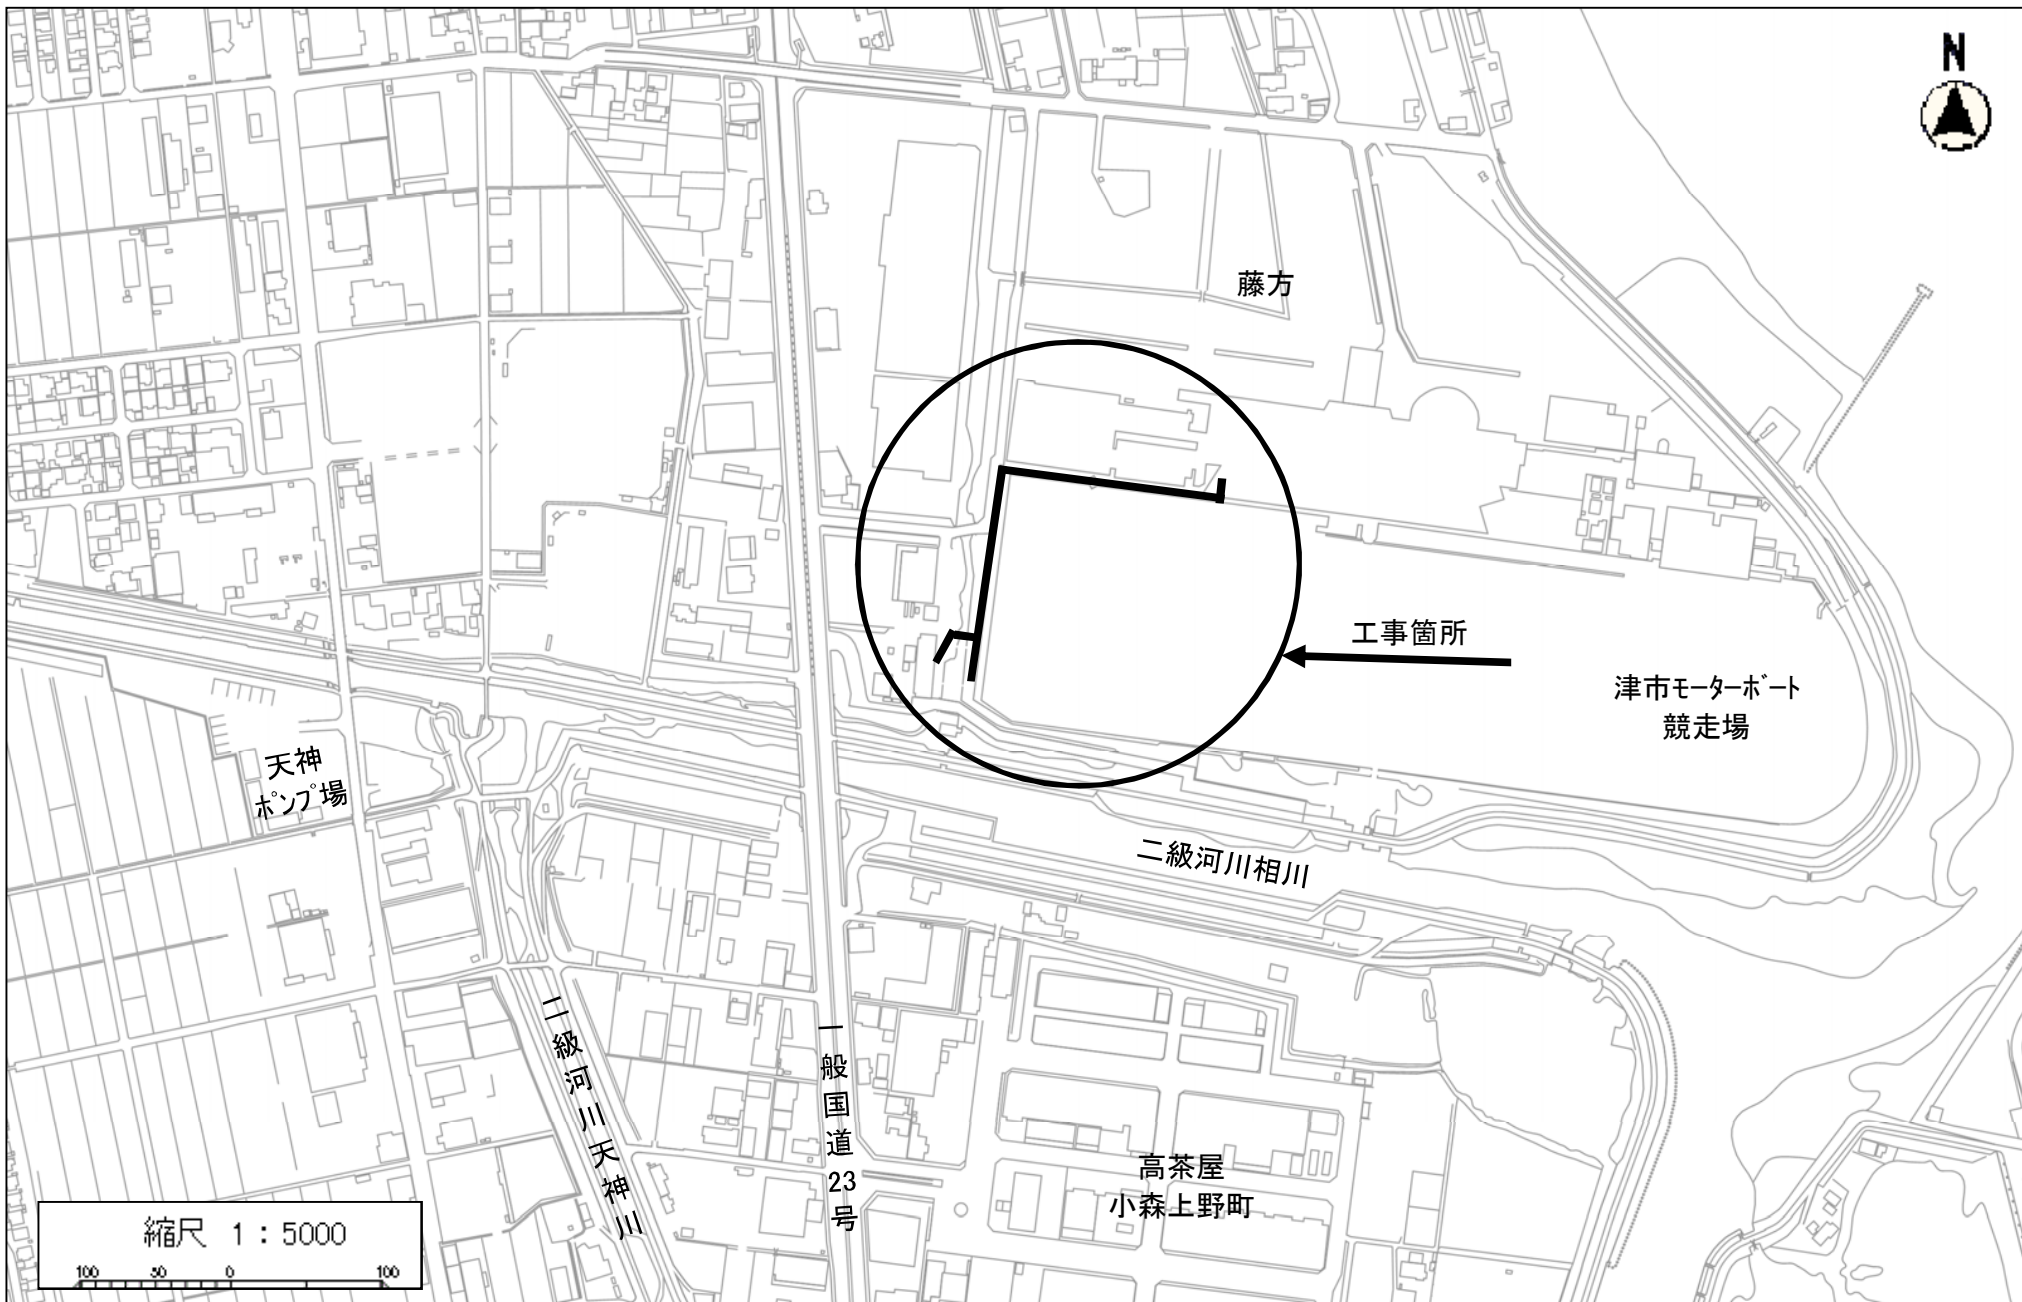 N
藤方
工事箇所
津市モーターボート
競走場
天神
ポンプ場
二級河川相川
二級河川天神川
一般国道23号
高茶屋
小森上野町
縮尺 1:5000
100 50 0 100